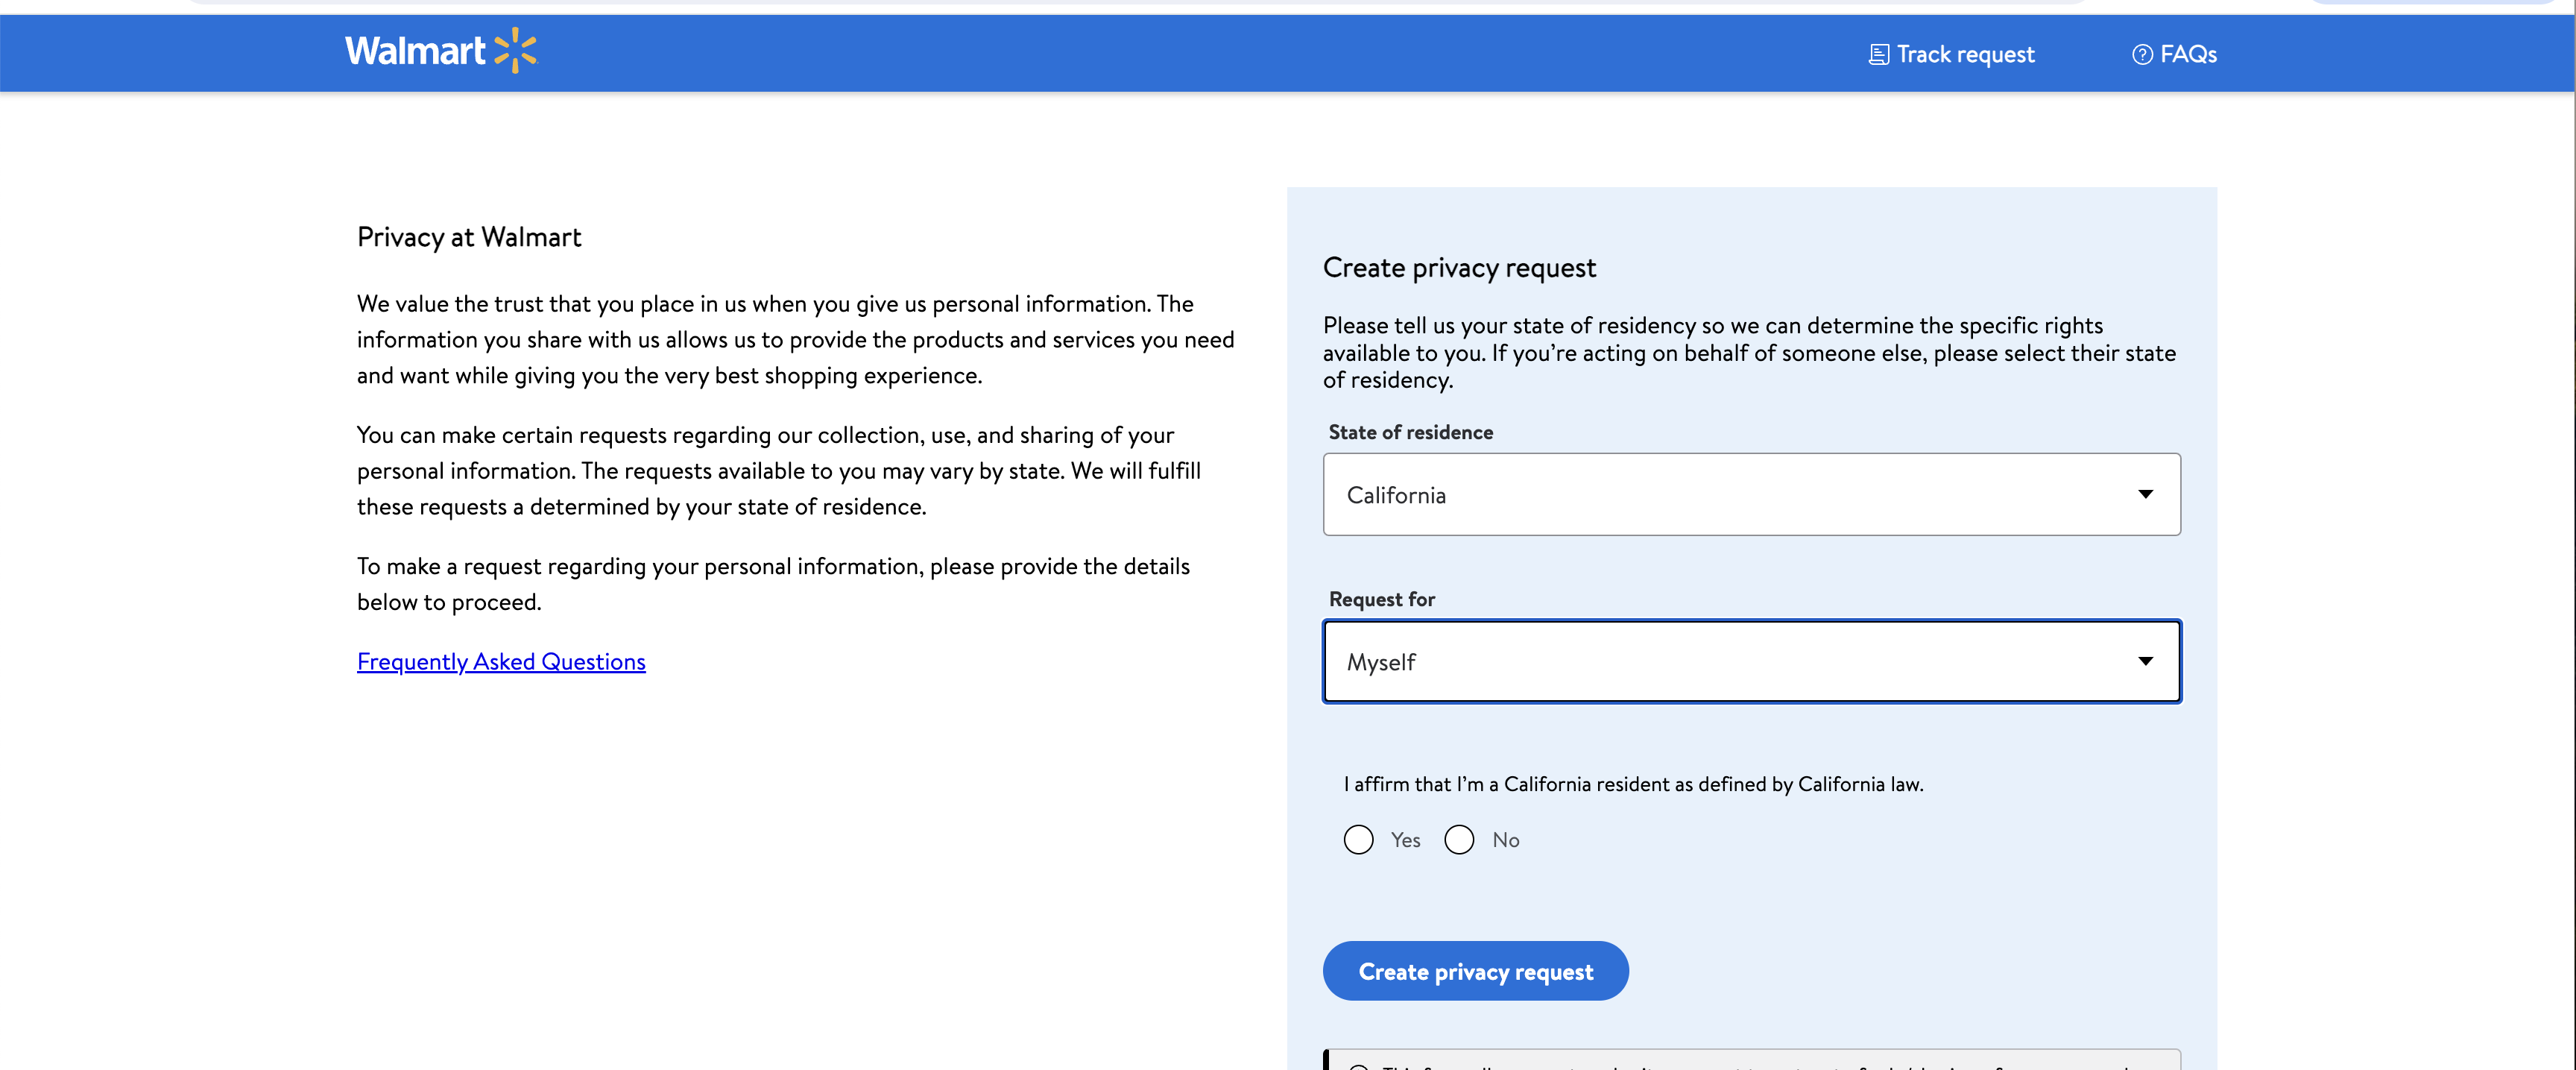 Walmart
Track request
FAQs
Privacy at Walmart
We value the trust that you place in us when you give us personal information. The
information you share with us allows us to provide the products and services you need
and want while giving you the very best shopping experience.
You can make certain requests regarding our collection, use, and sharing of your
personal information. The requests available to you may vary by state. We will fulfill
these requests a determined by your state of residence.
To make a request regarding your personal information, please provide the details
below to proceed.
Frequently Asked Questions
Create privacy request
Please tell us your state of residency so we can determine the specific rights
available to you. If you’re acting on behalf of someone else, please select their state
of residency.
State of residence
California
Request for
Myself
I affirm that I’m a California resident as defined by California law.
Yes No
Create privacy request